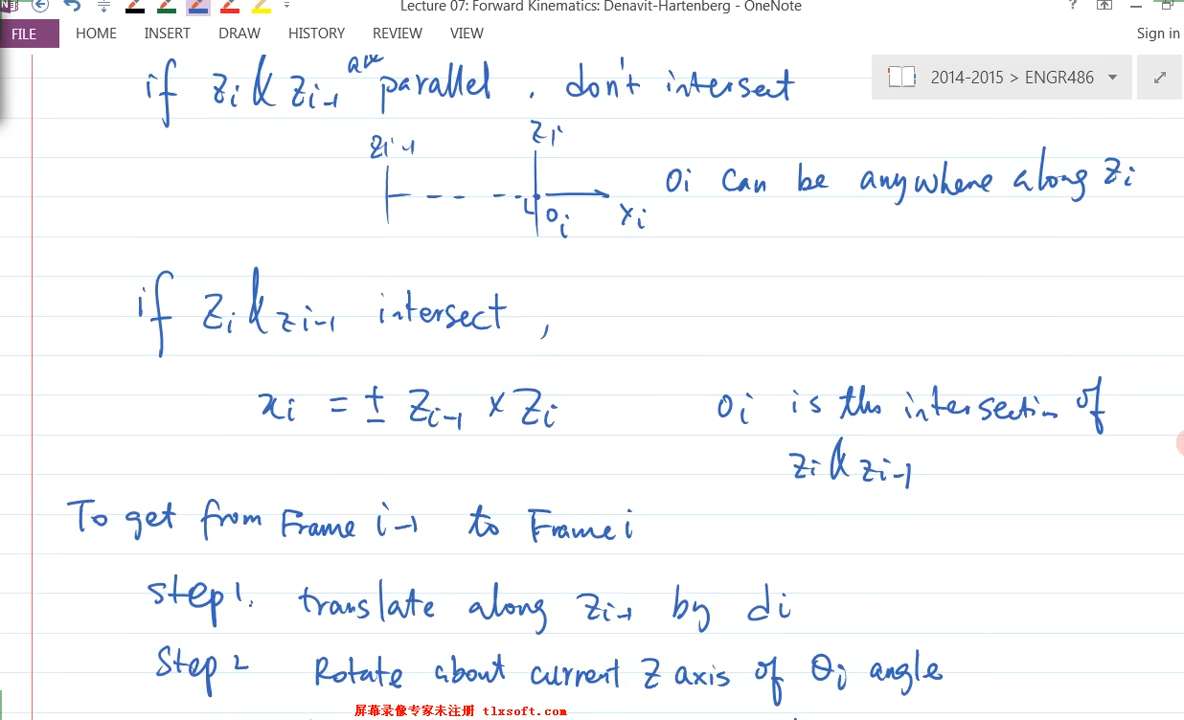 Lecture 07: Forward Kinematics: Denavit-Hartenberg - OneNote
?
FILE HOME INSERT DRAW HISTORY REVIEW VIEW Sign in
2014-2015 > ENGR486
if Zi & Zi-1 are parallel, don't intersect
Zi-1 Zi
Oi can be anywhere along Zi
Oi xi
if Zi & Zi-1 intersect,
xi = ± Zi-1 × Zi
Oi is the intersection of
Zi & Zi-1
To get from Frame i-1 to Frame i
step 1. translate along Zi-1 by di
Step 2 Rotate about current Z axis of θi angle
屏幕录像专家未注册 tlxsoft.com